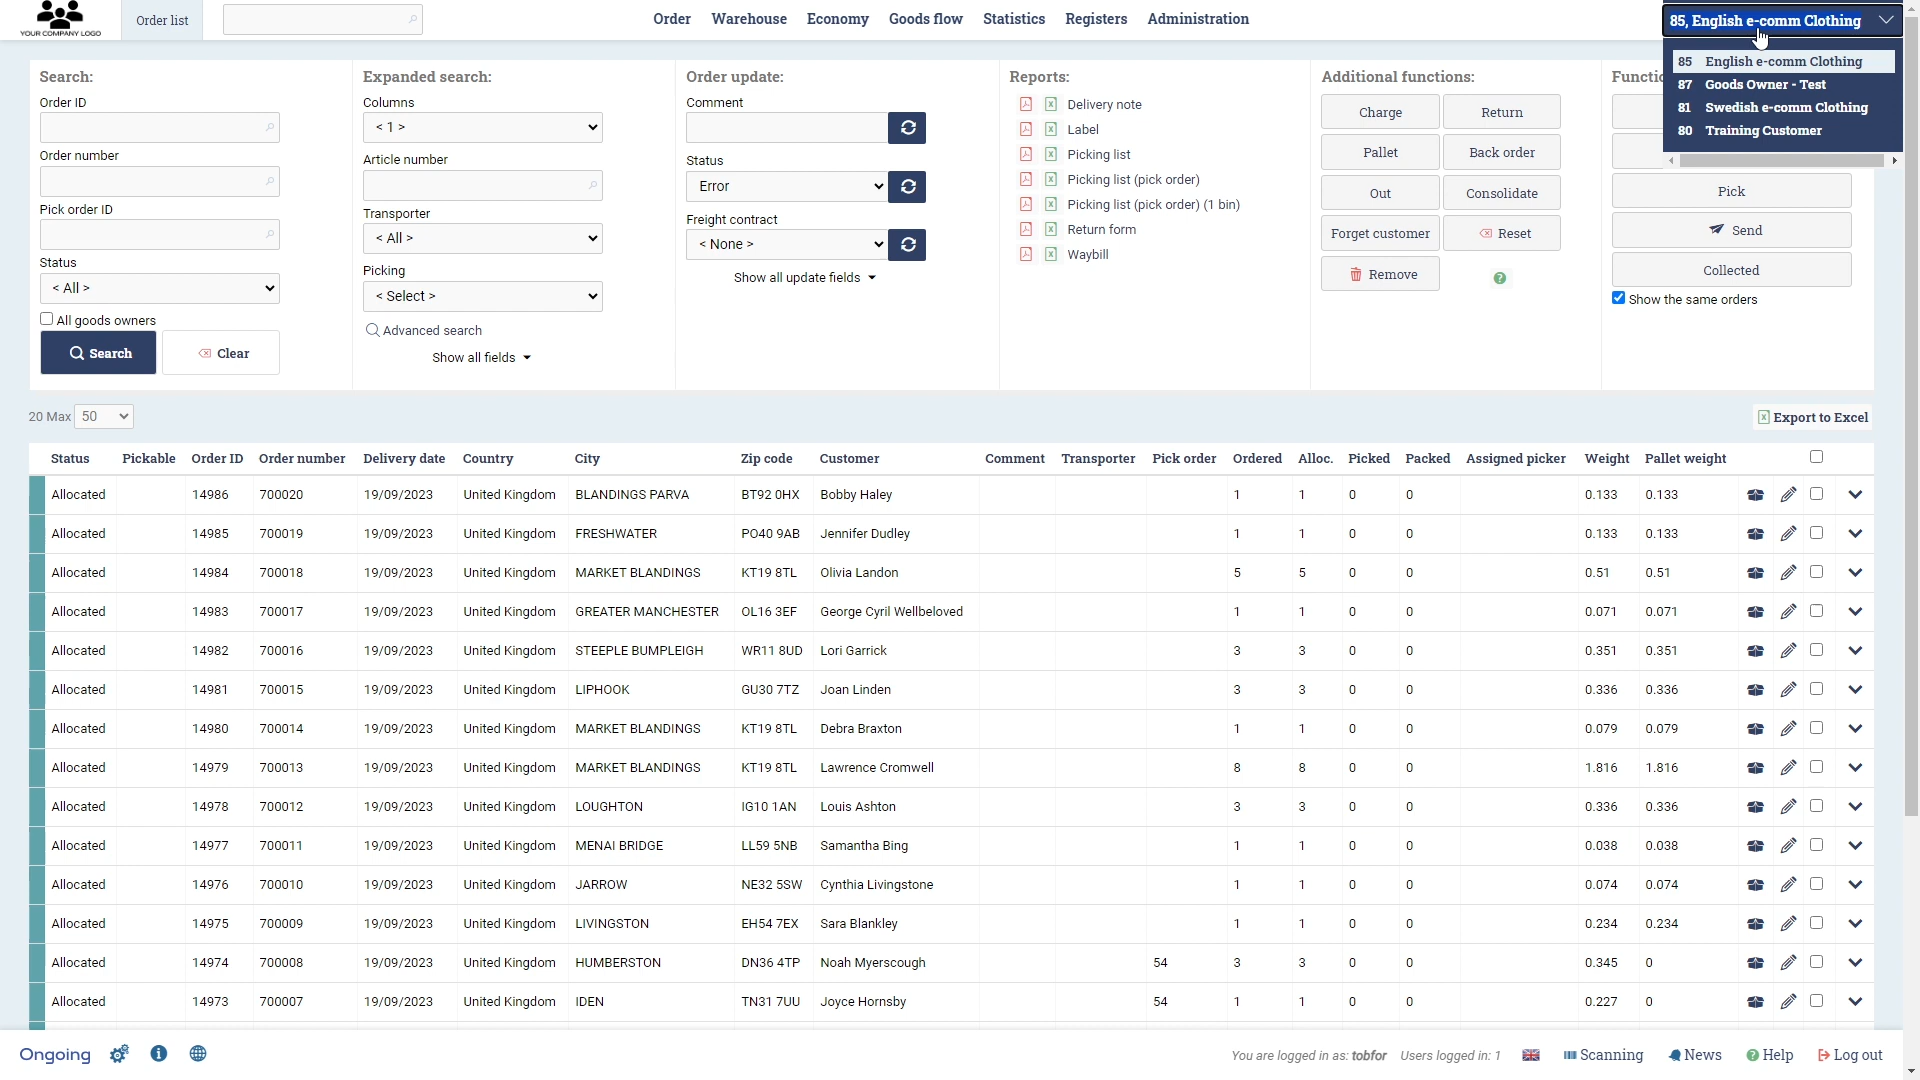 YOUR COMPANY LOGO
Order list
Order Warehouse Economy Goods flow Statistics Registers Administration
85, English e-comm Clothing
85 English e-comm Clothing
87 Goods Owner - Test
81 Swedish e-comm Clothing
80 Training Customer
Search:
Order ID
Order number
Pick order ID
Status
< All >
All goods owners
Search Clear
Expanded search:
Columns
< 1 >
Article number
Transporter
< All >
Picking
< Select >
Advanced search
Show all fields
Order update:
Comment
Status
Error
Freight contract
< None >
Show all update fields
Reports:
Delivery note
Label
Picking list
Picking list (pick order)
Picking list (pick order) (1 bin)
Return form
Waybill
Additional functions:
Charge Return
Pallet Back order
Out Consolidate
Forget customer Reset
Remove
Functio
Pick
Send
Collected
Show the same orders
20 Max 50
Export to Excel
Status Pickable Order ID Order number Delivery date Country City Zip code Customer Comment Transporter Pick order Ordered Alloc. Picked Packed Assigned picker Weight Pallet weight
Allocated 14986 700020 19/09/2023 United Kingdom BLANDINGS PARVA BT92 0HX Bobby Haley 1 1 0 0 0.133 0.133
Allocated 14985 700019 19/09/2023 United Kingdom FRESHWATER PO40 9AB Jennifer Dudley 1 1 0 0 0.133 0.133
Allocated 14984 700018 19/09/2023 United Kingdom MARKET BLANDINGS KT19 8TL Olivia Landon 5 5 0 0 0.51 0.51
Allocated 14983 700017 19/09/2023 United Kingdom GREATER MANCHESTER OL16 3EF George Cyril Wellbeloved 1 1 0 0 0.071 0.071
Allocated 14982 700016 19/09/2023 United Kingdom STEEPLE BUMPLEIGH WR11 8UD Lori Garrick 3 3 0 0 0.351 0.351
Allocated 14981 700015 19/09/2023 United Kingdom LIPHOOK GU30 7TZ Joan Linden 3 3 0 0 0.336 0.336
Allocated 14980 700014 19/09/2023 United Kingdom MARKET BLANDINGS KT19 8TL Debra Braxton 1 1 0 0 0.079 0.079
Allocated 14979 700013 19/09/2023 United Kingdom MARKET BLANDINGS KT19 8TL Lawrence Cromwell 8 8 0 0 1.816 1.816
Allocated 14978 700012 19/09/2023 United Kingdom LOUGHTON IG10 1AN Louis Ashton 3 3 0 0 0.336 0.336
Allocated 14977 700011 19/09/2023 United Kingdom MENAI BRIDGE LL59 5NB Samantha Bing 1 1 0 0 0.038 0.038
Allocated 14976 700010 19/09/2023 United Kingdom JARROW NE32 5SW Cynthia Livingstone 1 1 0 0 0.074 0.074
Allocated 14975 700009 19/09/2023 United Kingdom LIVINGSTON EH54 7EX Sara Blankley 1 1 0 0 0.234 0.234
Allocated 14974 700008 19/09/2023 United Kingdom HUMBERSTON DN36 4TP Noah Myerscough 54 3 3 0 0 0.345 0
Allocated 14973 700007 19/09/2023 United Kingdom IDEN TN31 7UU Joyce Hornsby 54 1 1 0 0 0.227 0
Ongoing
You are logged in as: tobfor Users logged in: 1 Scanning News Help Log out